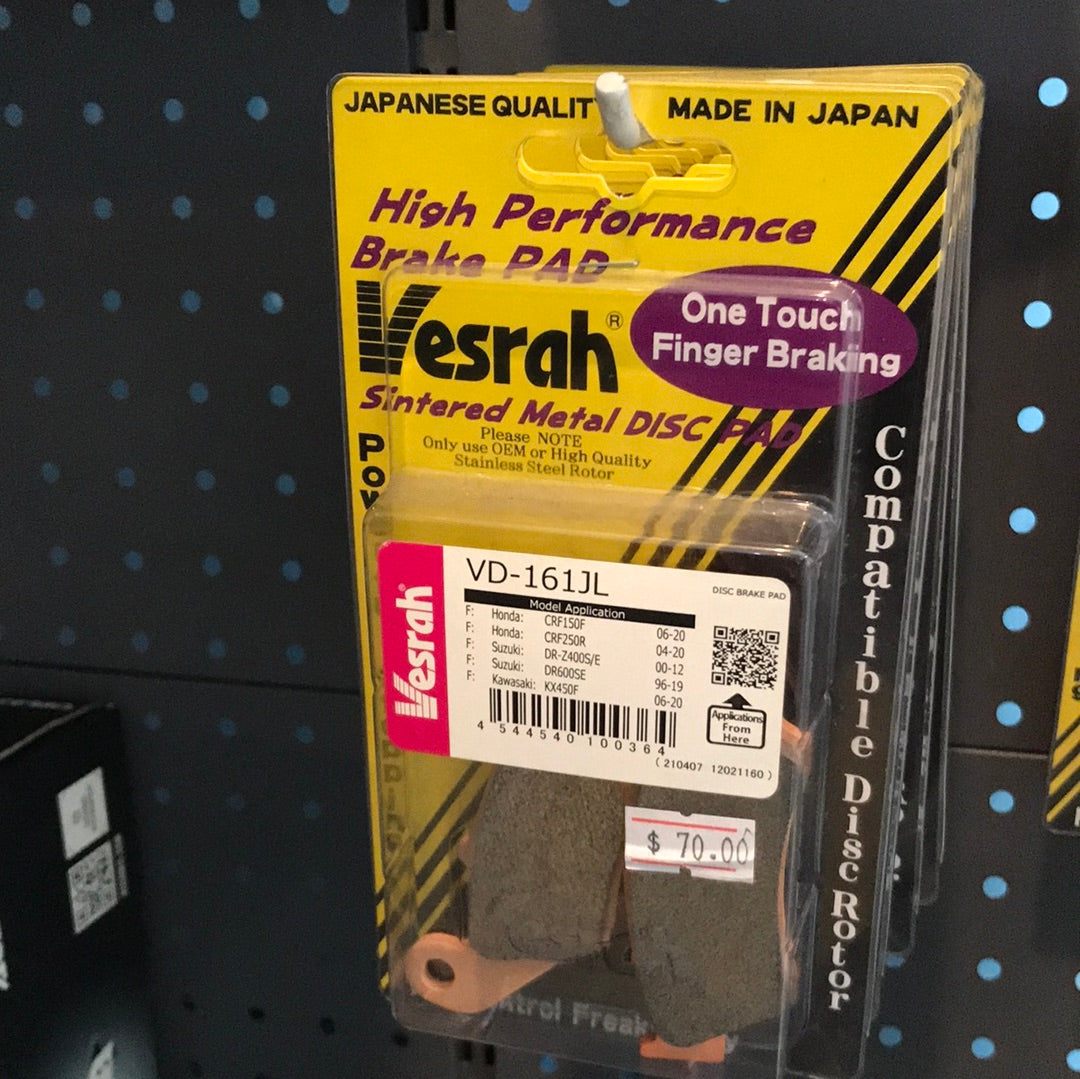 JAPANESE QUALIT
MADE IN JAPAN
High Performance
Brake PAD
Vesrah®
One Touch
Finger Braking
Sintered Metal DISC PAD
Please NOTE
Only use OEM or High Quality
Stainless Steel Rotor
Compatible Disc Rotor
Vesrah
VD-161JL
DISC BRAKE PAD
Model Application
F: Honda: CRF150F 06-20
F: Honda: CRF250R 04-20
F: Suzuki: DR-Z400S/E 00-12
F: Suzuki: DR600SE 96-19
F: Kawasaki: KX450F 06-20
Applications
From
Here
4 544540 100364
( 210407 12021160 )
$ 70.00
ntrol Freak